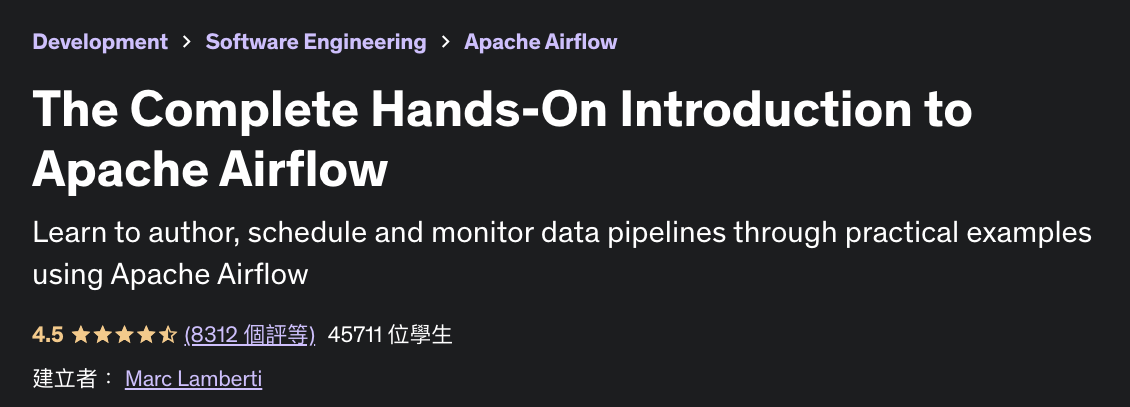 Development > Software Engineering > Apache Airflow
The Complete Hands-On Introduction to
Apache Airflow
Learn to author, schedule and monitor data pipelines through practical examples
using Apache Airflow
4.5 ★★★★⯪ (8312 個評等) 45711 位學生
建立者： Marc Lamberti